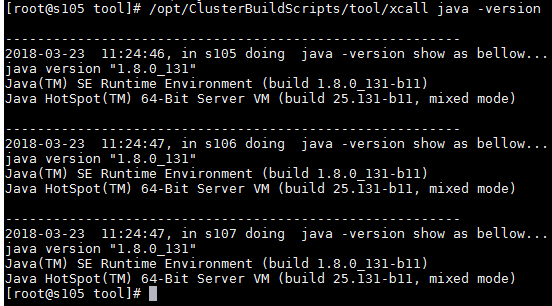 [root@s105 tool]# /opt/ClusterBuildScripts/tool/xcall java -version
------------------------------------------------------------
2018-03-23  11:24:46, in s105 doing  java -version show as bellow...
java version "1.8.0_131"
Java(TM) SE Runtime Environment (build 1.8.0_131-b11)
Java HotSpot(TM) 64-Bit Server VM (build 25.131-b11, mixed mode)
------------------------------------------------------------
2018-03-23  11:24:47, in s106 doing  java -version show as bellow...
java version "1.8.0_131"
Java(TM) SE Runtime Environment (build 1.8.0_131-b11)
Java HotSpot(TM) 64-Bit Server VM (build 25.131-b11, mixed mode)
------------------------------------------------------------
2018-03-23  11:24:47, in s107 doing  java -version show as bellow...
java version "1.8.0_131"
Java(TM) SE Runtime Environment (build 1.8.0_131-b11)
Java HotSpot(TM) 64-Bit Server VM (build 25.131-b11, mixed mode)
[root@s105 tool]#